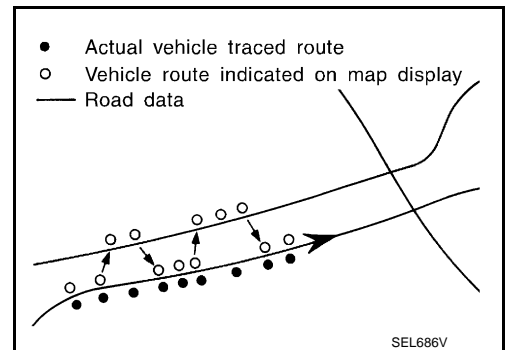 Actual vehicle traced route
Vehicle route indicated on map display
Road data
SEL686V